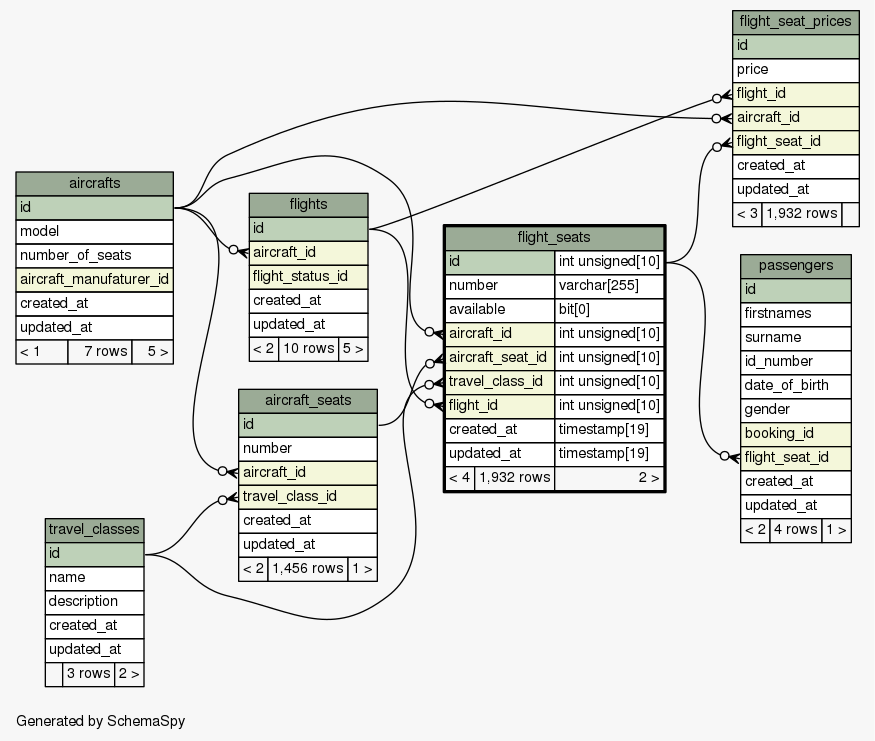 flight_seat_prices
id
price
flight_id
aircraft_id
flight_seat_id
created_at
updated_at
< 3 1,932 rows
aircrafts
id
model
number_of_seats
aircraft_manufaturer_id
created_at
updated_at
< 1 7 rows 5 >
flights
id
aircraft_id
flight_status_id
created_at
updated_at
< 2 10 rows 5 >
flight_seats
id int unsigned[10]
number varchar[255]
available bit[0]
aircraft_id int unsigned[10]
aircraft_seat_id int unsigned[10]
travel_class_id int unsigned[10]
flight_id int unsigned[10]
created_at timestamp[19]
updated_at timestamp[19]
< 4 1,932 rows 2 >
passengers
id
firstnames
surname
id_number
date_of_birth
gender
booking_id
flight_seat_id
created_at
updated_at
< 2 4 rows 1 >
aircraft_seats
id
number
aircraft_id
travel_class_id
created_at
updated_at
< 2 1,456 rows 1 >
travel_classes
id
name
description
created_at
updated_at
3 rows 2 >
Generated by SchemaSpy